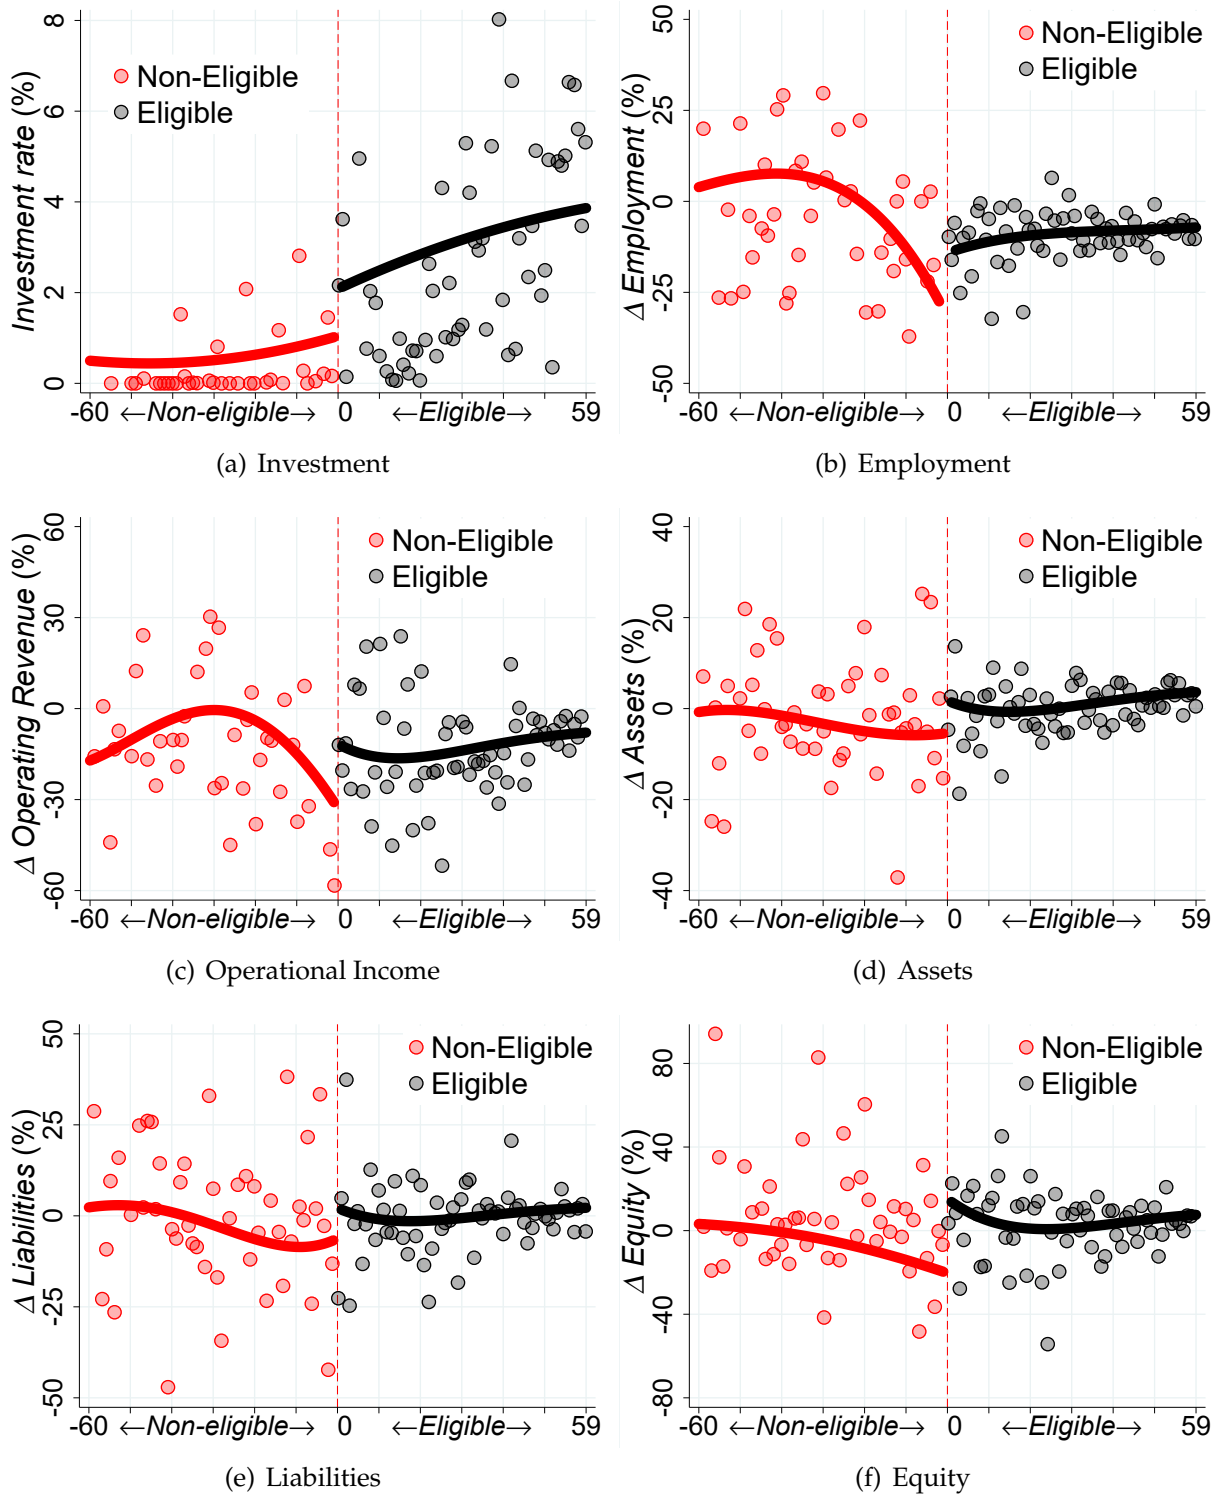 Investment rate (%)
8
6
4
2
0
Non-Eligible
Eligible
-60 ←Non-eligible→ 0 ←Eligible→ 59
(a) Investment
Δ Employment (%)
50
25
0
-25
-50
Non-Eligible
Eligible
-60 ←Non-eligible→ 0 ←Eligible→ 59
(b) Employment
Δ Operating Revenue (%)
60
30
0
-30
-60
Non-Eligible
Eligible
-60 ←Non-eligible→ 0 ←Eligible→ 59
(c) Operational Income
Δ Assets (%)
40
20
0
-20
-40
Non-Eligible
Eligible
-60 ←Non-eligible→ 0 ←Eligible→ 59
(d) Assets
Δ Liabilities (%)
50
25
0
-25
-50
Non-Eligible
Eligible
-60 ←Non-eligible→ 0 ←Eligible→ 59
(e) Liabilities
Δ Equity (%)
80
40
0
-40
-80
Non-Eligible
Eligible
-60 ←Non-eligible→ 0 ←Eligible→ 59
(f) Equity